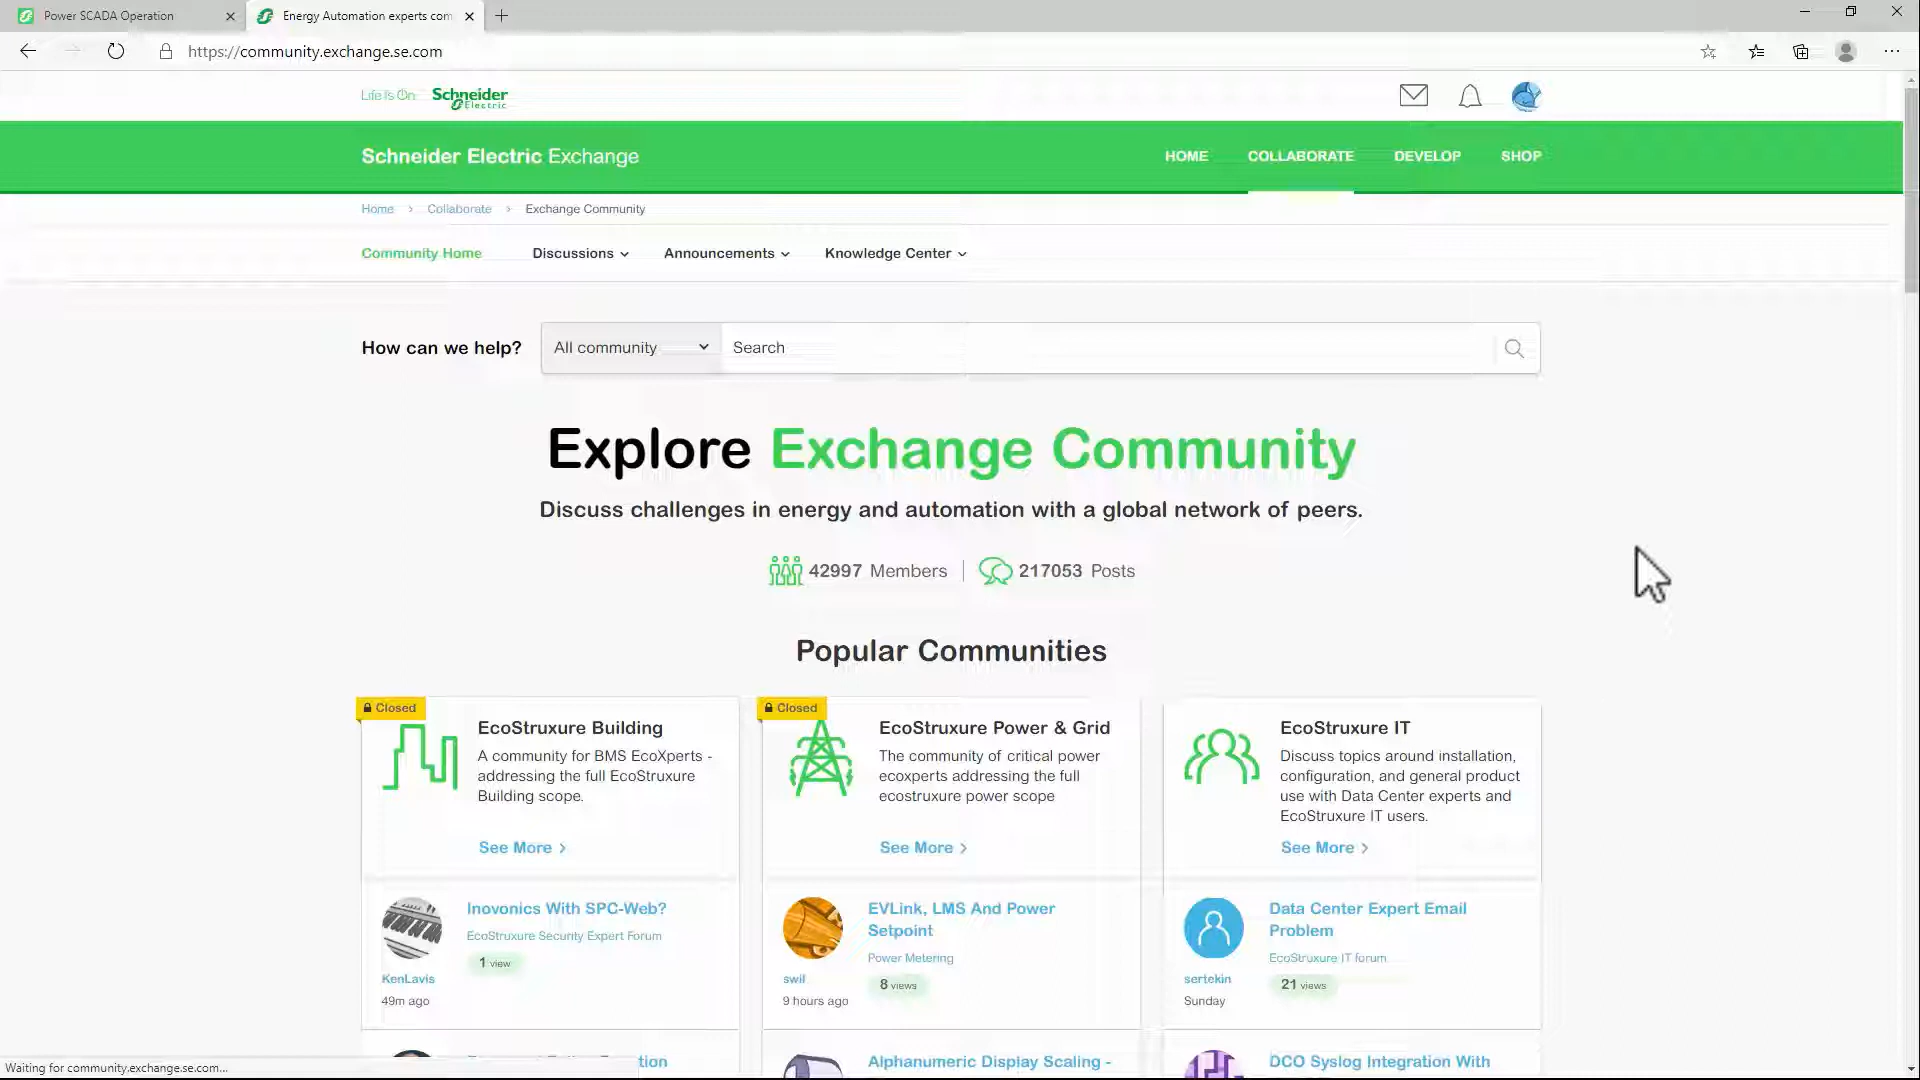 Power SCADA Operation
Energy Automation experts com
https://community.exchange.se.com
Life Is On
Schneider
Electric
Schneider Electric Exchange
HOME
COLLABORATE
DEVELOP
SHOP
Home
Collaborate
Exchange Community
Community Home
Discussions
Announcements
Knowledge Center
How can we help?
All community
Search
Explore Exchange Community
Discuss challenges in energy and automation with a global network of peers.
42997 Members
217053 Posts
Popular Communities
Closed
EcoStruxure Building
A community for BMS EcoXperts -
addressing the full EcoStruxure
Building scope.
See More
Inovonics With SPC-Web?
EcoStruxure Security Expert Forum
1 view
KenLavis
49m ago
Closed
EcoStruxure Power & Grid
The community of critical power
ecoxperts addressing the full
ecostruxure power scope
See More
EVLink, LMS And Power
Setpoint
Power Metering
8 views
swil
9 hours ago
Alphanumeric Display Scaling -
EcoStruxure IT
Discuss topics around installation,
configuration, and general product
use with Data Center experts and
EcoStruxure IT users.
See More
Data Center Expert Email
Problem
EcoStruxure IT forum
21 views
sertekin
Sunday
DCO Syslog Integration With
Waiting for community.exchange.se.com...